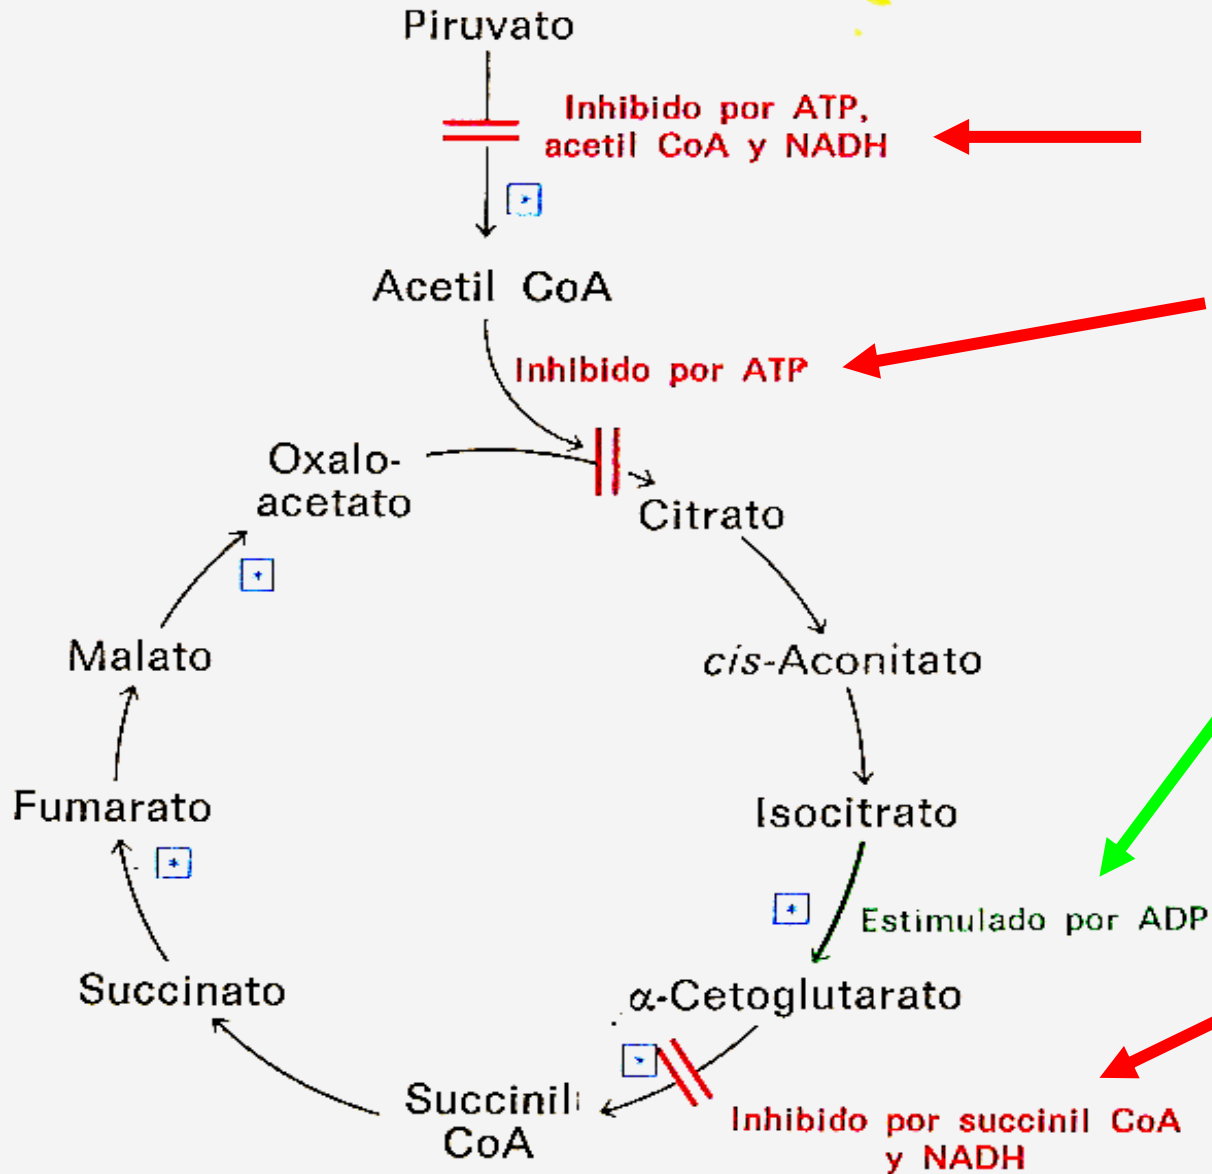 Piruvato
Inhibido por ATP,
acetil CoA y NADH
*
Acetil CoA
Inhibido por ATP
Oxalo-
acetato
Citrato
*
Malato
cis-Aconitato
Fumarato
Isocitrato
*
*
Estimulado por ADP
Succinato
α-Cetoglutarato
*
Succinil
CoA
Inhibido por succinil CoA
y NADH